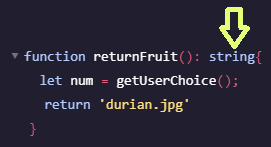 function returnFruit(): string{
let num = getUserChoice();
return 'durian.jpg'
}